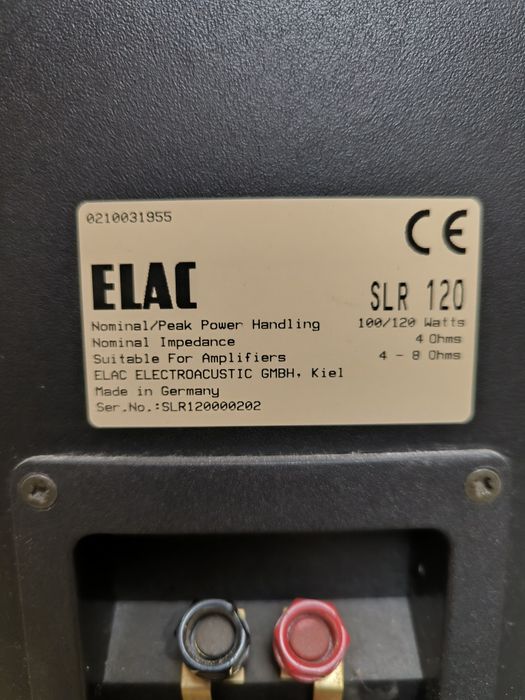 0210031955
CE
ELAC
SLR 120
Nominal/Peak Power Handling 100/120 Watts
Nominal Impedance 4 Ohms
Suitable For Amplifiers 4 - 8 Ohms
ELAC ELECTROACUSTIC GMBH, Kiel
Made in Germany
Ser.No.:SLR120000202